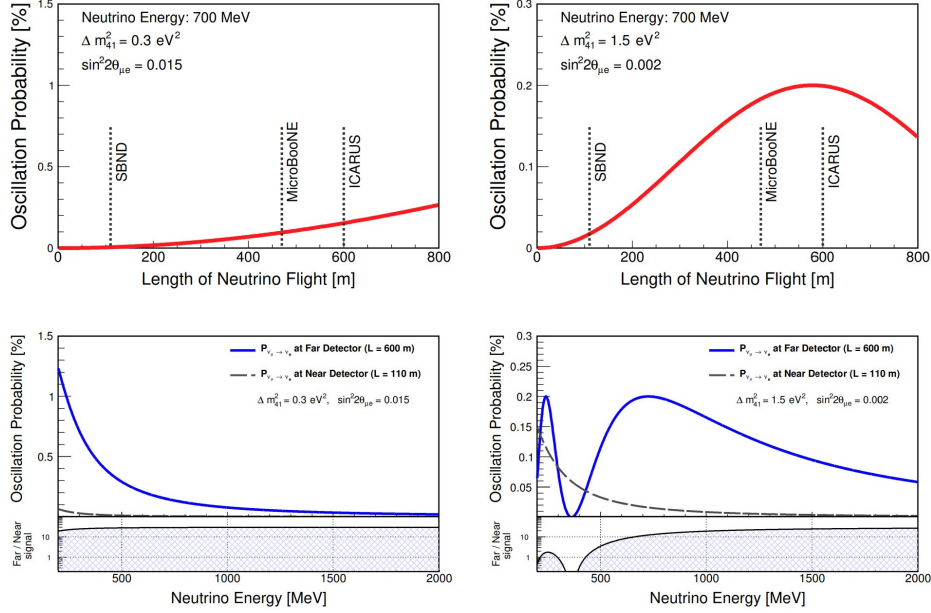 Oscillation Probability [%]
1.5
1
0.5
0
Neutrino Energy: 700 MeV
Δ m²₄₁ = 0.3 eV²
sin²2θμe = 0.015
SBND
MicroBooNE
ICARUS
0 200 400 600 800
Length of Neutrino Flight [m]
Oscillation Probability [%]
0.3
0.2
0.1
0
Neutrino Energy: 700 MeV
Δ m²₄₁ = 1.5 eV²
sin²2θμe = 0.002
SBND
MicroBooNE
ICARUS
0 200 400 600 800
Length of Neutrino Flight [m]
Oscillation Probability [%]
1.5
1
0.5
P νμ → νe at Far Detector (L = 600 m)
P νμ → νe at Near Detector (L = 110 m)
Δ m²₄₁ = 0.3 eV², sin²2θμe = 0.015
Far / Near
signal
10
1
500 1000 1500 2000
Neutrino Energy [MeV]
Oscillation Probability [%]
0.3
0.25
0.2
0.15
0.1
0.05
P νμ → νe at Far Detector (L = 600 m)
P νμ → νe at Near Detector (L = 110 m)
Δ m²₄₁ = 1.5 eV², sin²2θμe = 0.002
Far / Near
signal
10
1
500 1000 1500 2000
Neutrino Energy [MeV]